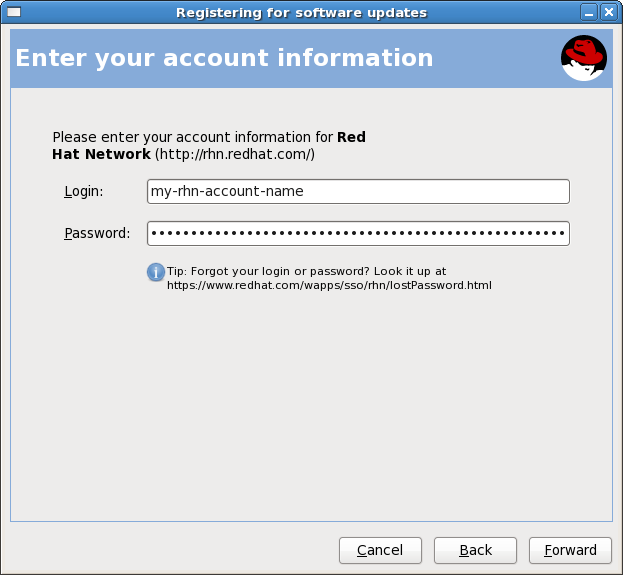 Registering for software updates
Enter your account information
Please enter your account information for Red
Hat Network (http://rhn.redhat.com/)
Login: my-rhn-account-name
Password: ••••••••••••••••••••••••••••••••••••••••••••••••••••
Tip: Forgot your login or password? Look it up at
https://www.redhat.com/wapps/sso/rhn/lostPassword.html
Cancel Back Forward